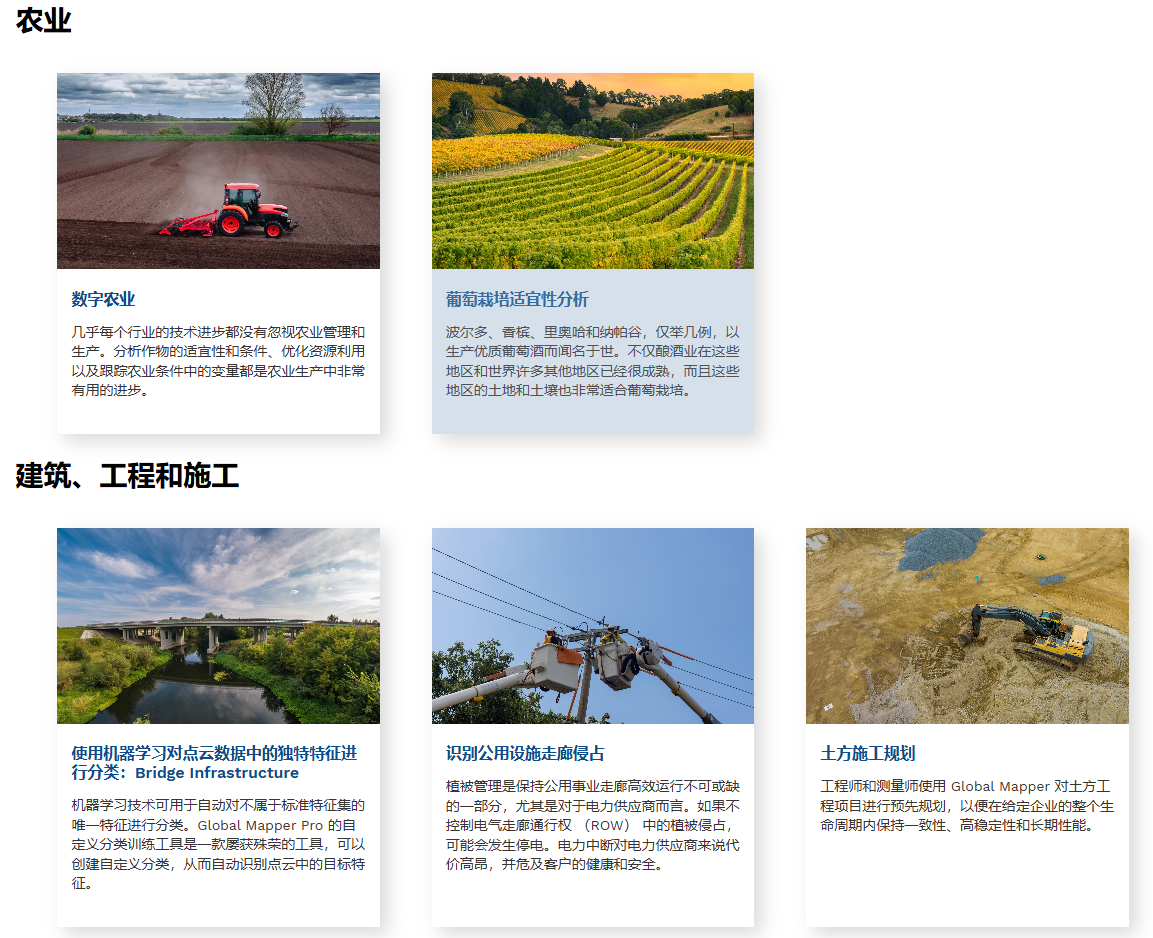 农业
数字农业
几乎每个行业的技术进步都没有忽视农业管理和
生产。分析作物的适宜性和条件、优化资源利用
以及跟踪农业条件中的变量都是农业生产中非常
有用的进步。
葡萄栽培适宜性分析
波尔多、香槟、里奥哈和纳帕谷，仅举几例，以
生产优质葡萄酒而闻名于世。不仅酿酒业在这些
地区和世界许多其他地区已经很成熟，而且这些
地区的土地和土壤也非常适合葡萄栽培。
建筑、工程和施工
使用机器学习对点云数据中的独特特征进
行分类：Bridge Infrastructure
机器学习技术可用于自动对不属于标准特征集的
唯一特征进行分类。Global Mapper Pro 的自
定义分类训练工具是一款屡获殊荣的工具，可以
创建自定义分类，从而自动识别点云中的目标特
征。
识别公用设施走廊侵占
植被管理是保持公用事业走廊高效运行不可或缺
的一部分，尤其是对于电力供应商而言。如果不
控制电气走廊通行权 （ROW） 中的植被侵占，
可能会发生停电。电力中断对电力供应商来说代
价高昂，并危及客户的健康和安全。
土方施工规划
工程师和测量师使用 Global Mapper 对土方工
程项目进行预先规划，以便在给定企业的整个生
命周期内保持一致性、高稳定性和长期性能。